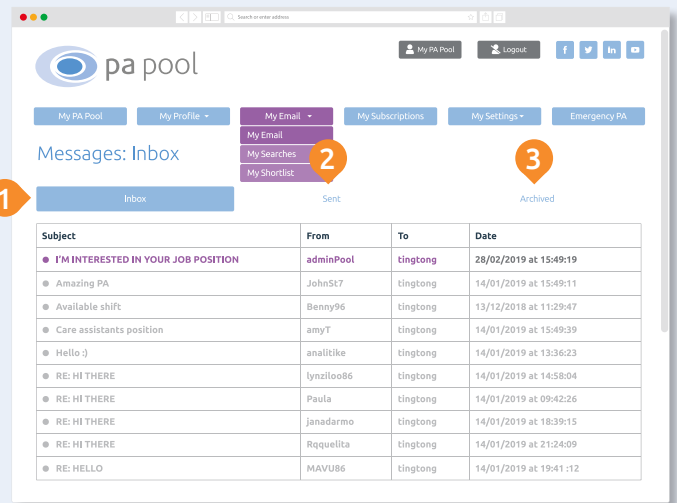 Search or enter address
pa pool
My PA Pool
Logout
My PA Pool
My Profile
My Email
My Subscriptions
My Settings
Emergency PA
My Email
My Searches
My Shortlist
Messages: Inbox
1
2
3
Inbox
Sent
Archived
Subject From To Date
I'M INTERESTED IN YOUR JOB POSITION adminPool tingtong 28/02/2019 at 15:49:19
Amazing PA JohnSt7 tingtong 14/01/2019 at 15:49:11
Available shift Benny96 tingtong 13/12/2018 at 11:29:47
Care assistants position amyT tingtong 14/01/2019 at 15:49:39
Hello :) analitike tingtong 14/01/2019 at 13:36:23
RE: HI THERE lynziloo86 tingtong 14/01/2019 at 14:58:04
RE: HI THERE Paula tingtong 14/01/2019 at 09:42:26
RE: HI THERE janadarmo tingtong 14/01/2019 at 18:39:15
RE: HI THERE Rqquelita tingtong 14/01/2019 at 21:24:09
RE: HELLO MAVU86 tingtong 14/01/2019 at 19:41 :12